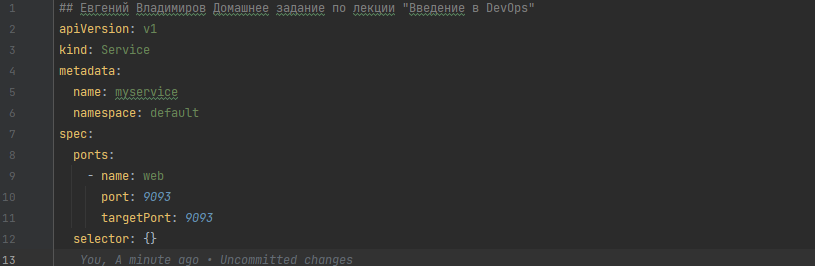 1 ## Евгений Владимиров Домашнее задание по лекции "Введение в DevOps"
2 apiVersion: v1
3 kind: Service
4 metadata:
5   name: myservice
6   namespace: default
7 spec:
8   ports:
9     - name: web
10       port: 9093
11       targetPort: 9093
12   selector: {}
13    You, A minute ago • Uncommitted changes